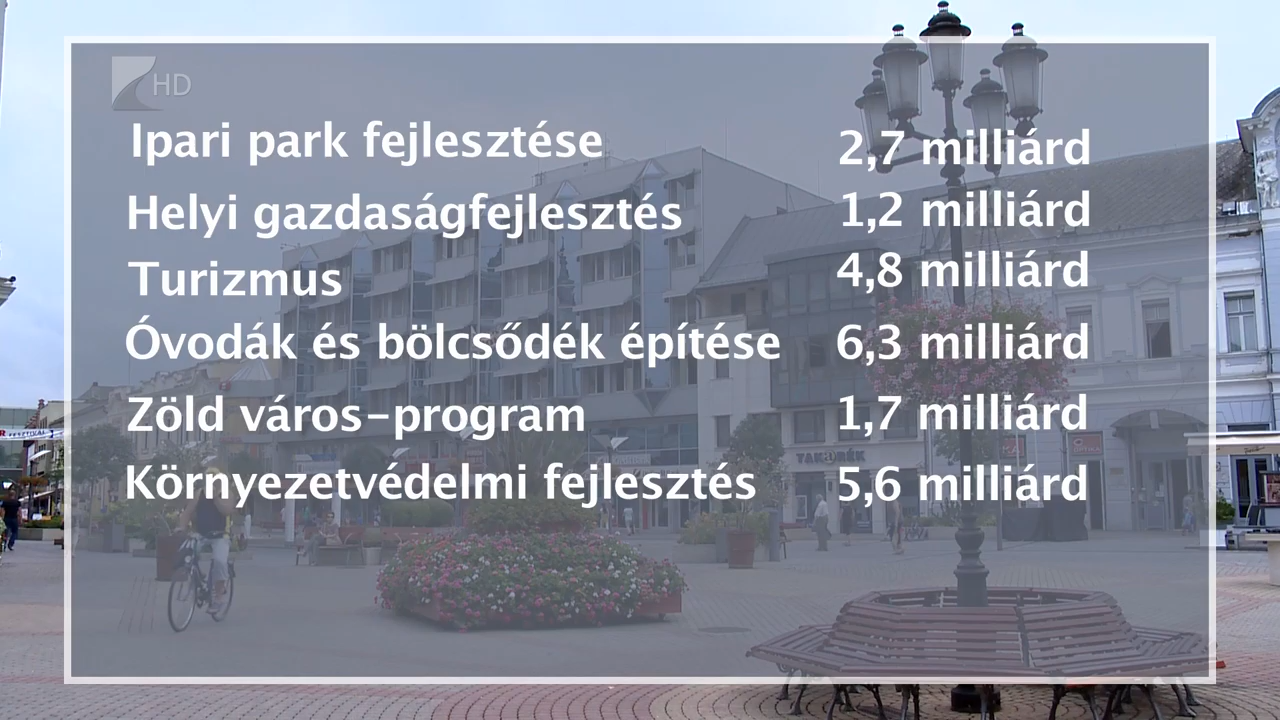 HD
Ipari park fejlesztése 2,7 milliárd
Helyi gazdaságfejlesztés 1,2 milliárd
Turizmus 4,8 milliárd
Óvodák és bölcsődék építése 6,3 milliárd
Zöld város-program 1,7 milliárd
Környezetvédelmi fejlesztés 5,6 milliárd
TAKARÉK